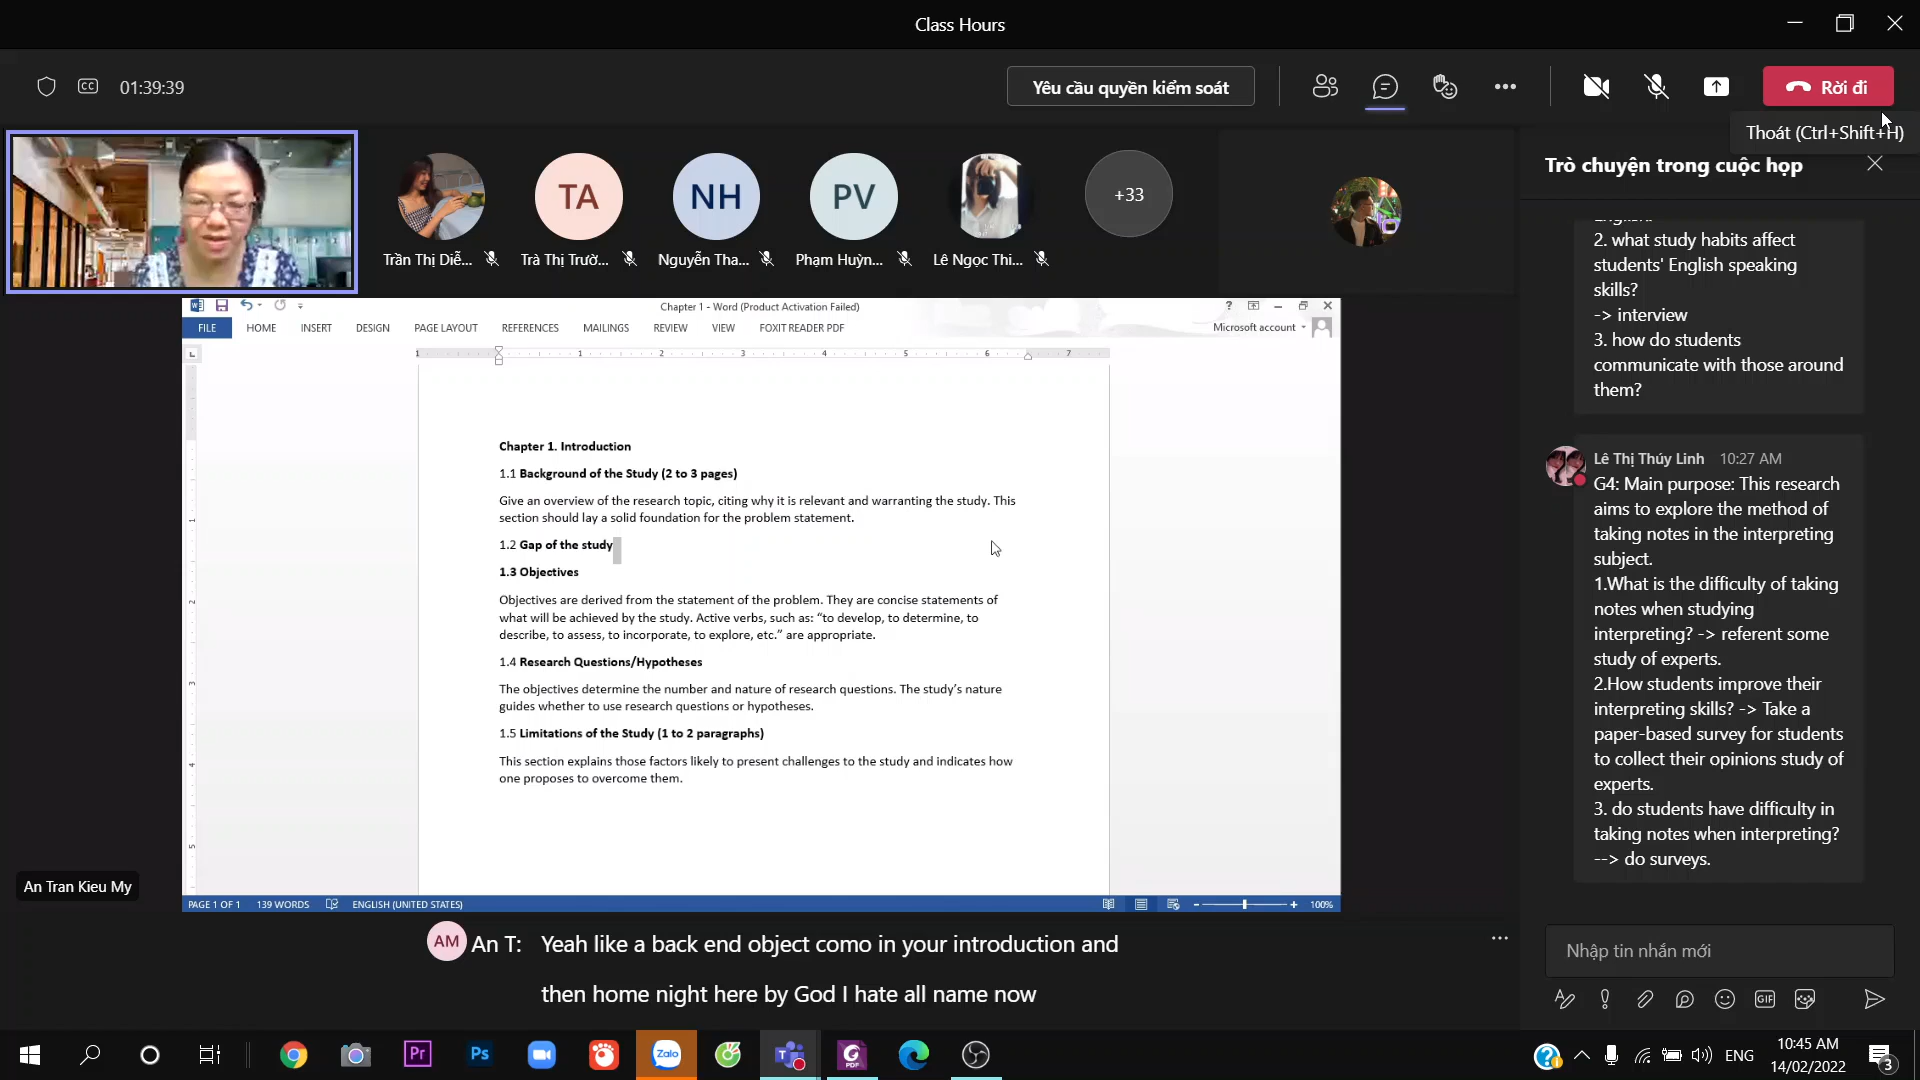 Class Hours
CC 01:39:39
Yêu cầu quyền kiểm soát
Rời đi
Thoát (Ctrl+Shift+H)
Trần Thị Diễ...
TA
Trà Thị Trườ...
NH
Nguyễn Tha...
PV
Phạm Huỳn...
Lê Ngọc Thi...
+33
Chapter 1 - Word (Product Activation Failed)
FILE HOME INSERT DESIGN PAGE LAYOUT REFERENCES MAILINGS REVIEW VIEW FOXIT READER PDF
Microsoft account
1 1 2 3 4 5 6 7
Chapter 1. Introduction
1.1 Background of the Study (2 to 3 pages)
Give an overview of the research topic, citing why it is relevant and warranting the study. This
section should lay a solid foundation for the problem statement.
1.2 Gap of the study
1.3 Objectives
Objectives are derived from the statement of the problem. They are concise statements of
what will be achieved by the study. Active verbs, such as: “to develop, to determine, to
describe, to assess, to incorporate, to explore, etc.” are appropriate.
1.4 Research Questions/Hypotheses
The objectives determine the number and nature of research questions. The study’s nature
guides whether to use research questions or hypotheses.
1.5 Limitations of the Study (1 to 2 paragraphs)
This section explains those factors likely to present challenges to the study and indicates how
one proposes to overcome them.
PAGE 1 OF 1 139 WORDS ENGLISH (UNITED STATES)
100%
An Tran Kieu My
AM An T: Yeah like a back end object como in your introduction and
then home night here by God I hate all name now
Trò chuyện trong cuộc họp
2. what study habits affect
students' English speaking
skills?
-> interview
3. how do students
communicate with those around
them?
Lê Thị Thúy Linh 10:27 AM
G4: Main purpose: This research
aims to explore the method of
taking notes in the interpreting
subject.
1.What is the difficulty of taking
notes when studying
interpreting? -> referent some
study of experts.
2.How students improve their
interpreting skills? -> Take a
paper-based survey for students
to collect their opinions study of
experts.
3. do students have difficulty in
taking notes when interpreting?
--> do surveys.
Nhập tin nhắn mới
GIF
Pr
Ps
Zalo
PDF
ENG
10:45 AM
14/02/2022
3